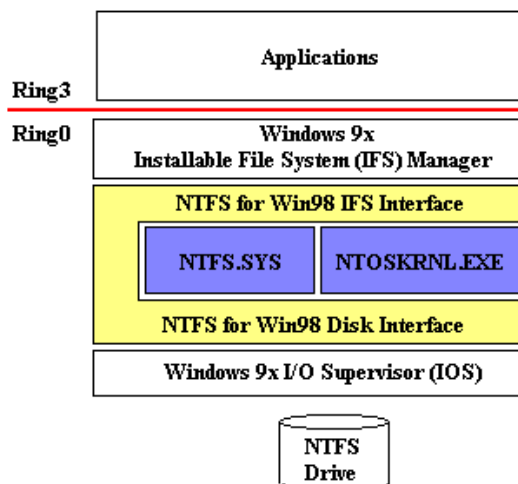 Applications
Ring3
Ring0
Windows 9x
Installable File System (IFS) Manager
NTFS for Win98 IFS Interface
NTFS.SYS
NTOSKRNL.EXE
NTFS for Win98 Disk Interface
Windows 9x I/O Supervisor (IOS)
NTFS
Drive